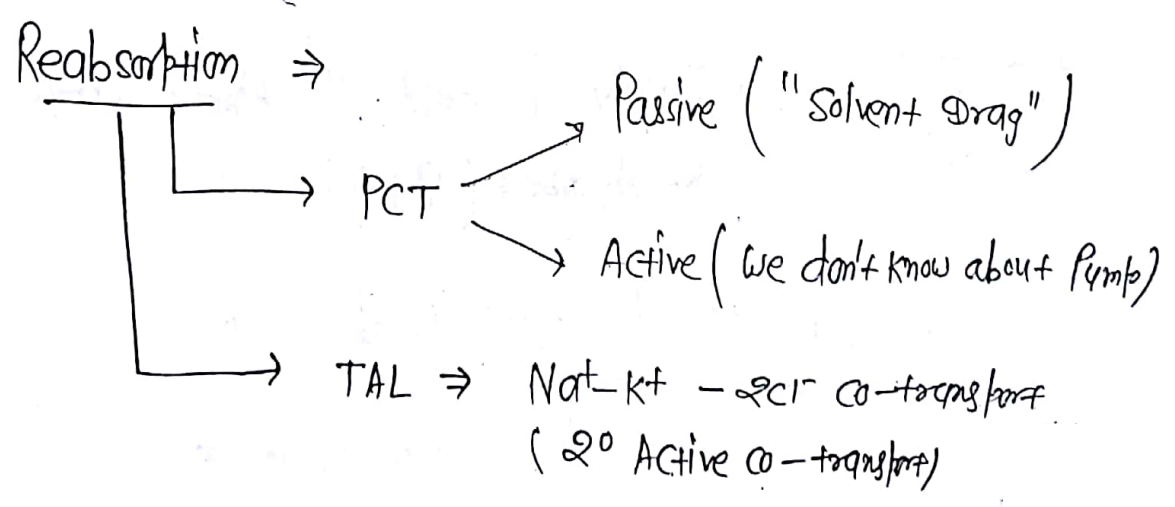 Reabsorption ⇒
Passive ("Solvent Drag")
PCT
Active (We don't know about Pump)
TAL ⇒ Na+-K+ - 2Cl- Co-transport
(2° Active Co-transport)